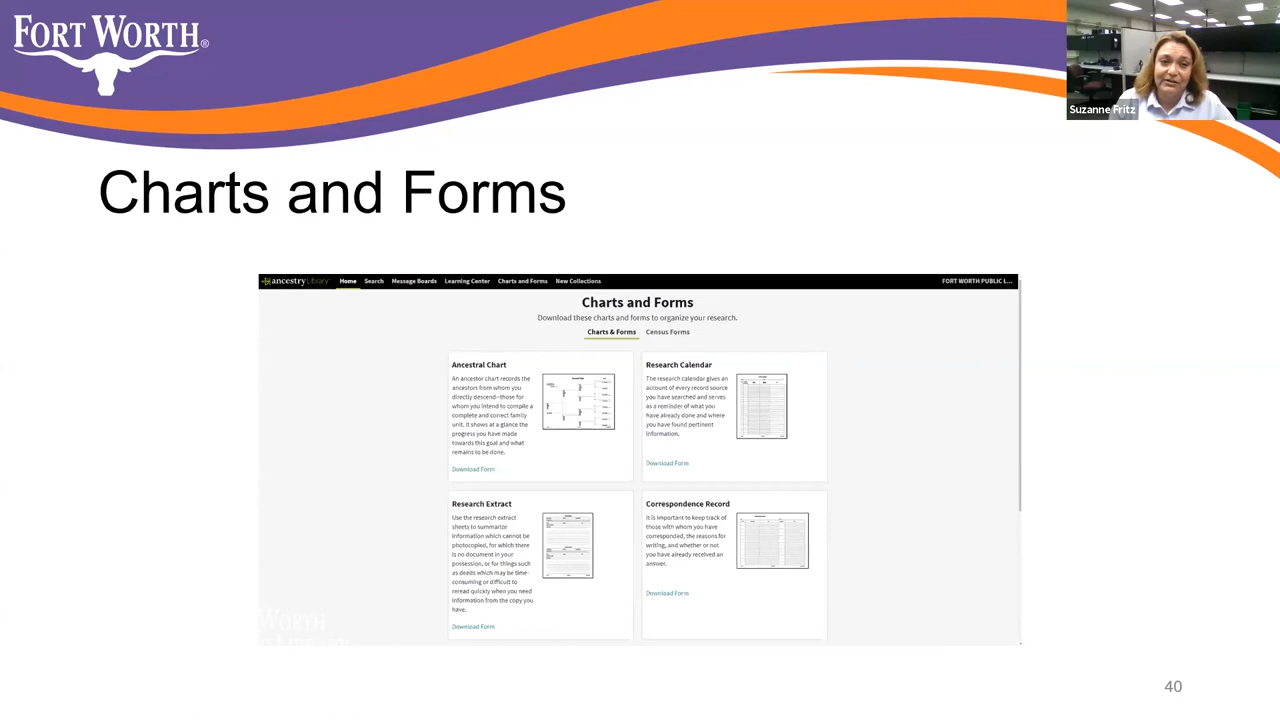 FORT WORTH®
Suzanne Fritz
Charts and Forms
ancestryLibrary Home Search Message Boards Learning Center Charts and Forms New Collections FORT WORTH PUBLIC L...
Charts and Forms
Download these charts and forms to organize your research.
Charts & Forms Census Forms
Ancestral Chart
An ancestor chart records the
ancestors from whom you
directly descend--those for
whom you intend to compile a
complete and correct family
unit. It shows at a glance the
progress you have made
towards this goal and what
remains to be done.
Download Form
Research Calendar
The research calendar gives an
account of every record source
you have searched and serves
as a reminder of what you
have already done and where
you have found pertinent
information.
Download Form
Research Extract
Use the research extract
sheets to summarize
information which cannot be
photocopied, for which there
is no document in your
possession, or for things such
as deeds which may be time-
consuming or difficult to
reread quickly when you need
information from the copy you
have.
Download Form
Correspondence Record
It is important to keep track of
those with whom you have
corresponded, the reasons for
writing, and whether or not
you have already received an
answer.
Download Form
WORTH
LIBRARY
40